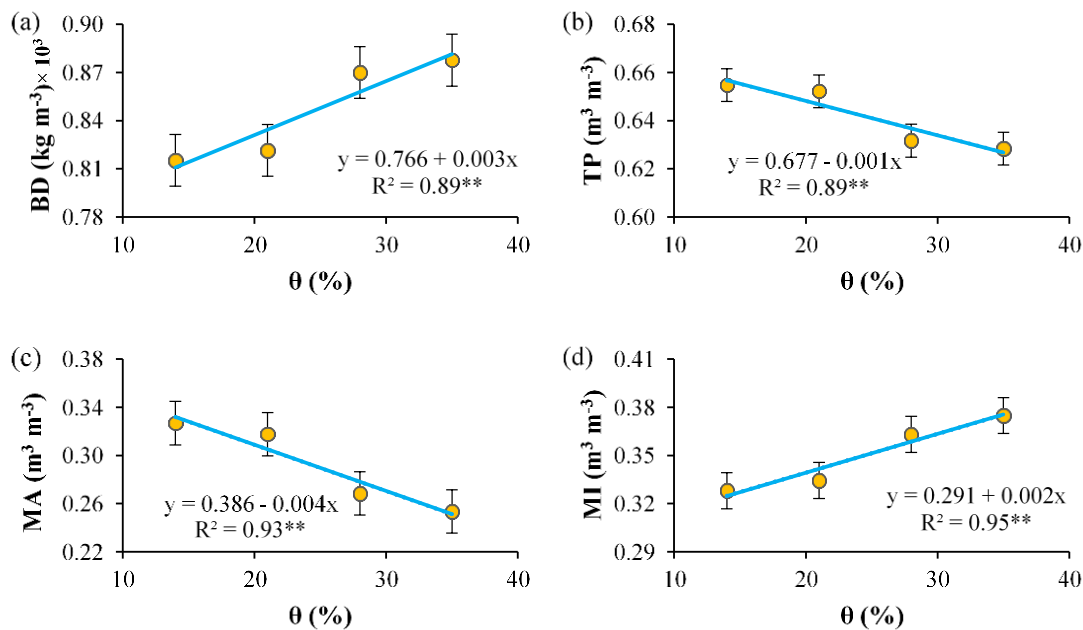 (a)
BD (kg m⁻³)× 10³
0.90
0.87
0.84
0.81
0.78
y = 0.766 + 0.003x
R² = 0.89**
10 20 30 40
θ (%)
(b)
TP (m³ m⁻³)
0.68
0.66
0.64
0.62
0.60
y = 0.677 - 0.001x
R² = 0.89**
10 20 30 40
θ (%)
(c)
MA (m³ m⁻³)
0.38
0.34
0.30
0.26
0.22
y = 0.386 - 0.004x
R² = 0.93**
10 20 30 40
θ (%)
(d)
MI (m³ m⁻³)
0.41
0.38
0.35
0.32
0.29
y = 0.291 + 0.002x
R² = 0.95**
10 20 30 40
θ (%)